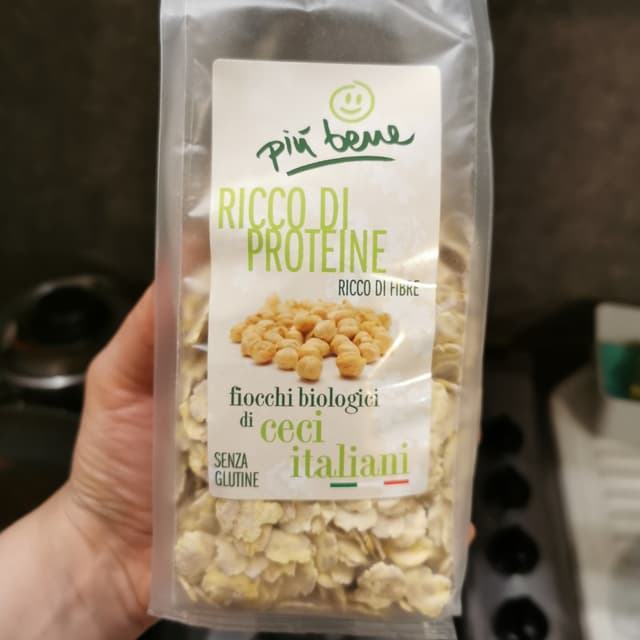 più bene
RICCO DI
PROTEINE
RICCO DI FIBRE
fiocchi biologici
di ceci
italiani
SENZA
GLUTINE